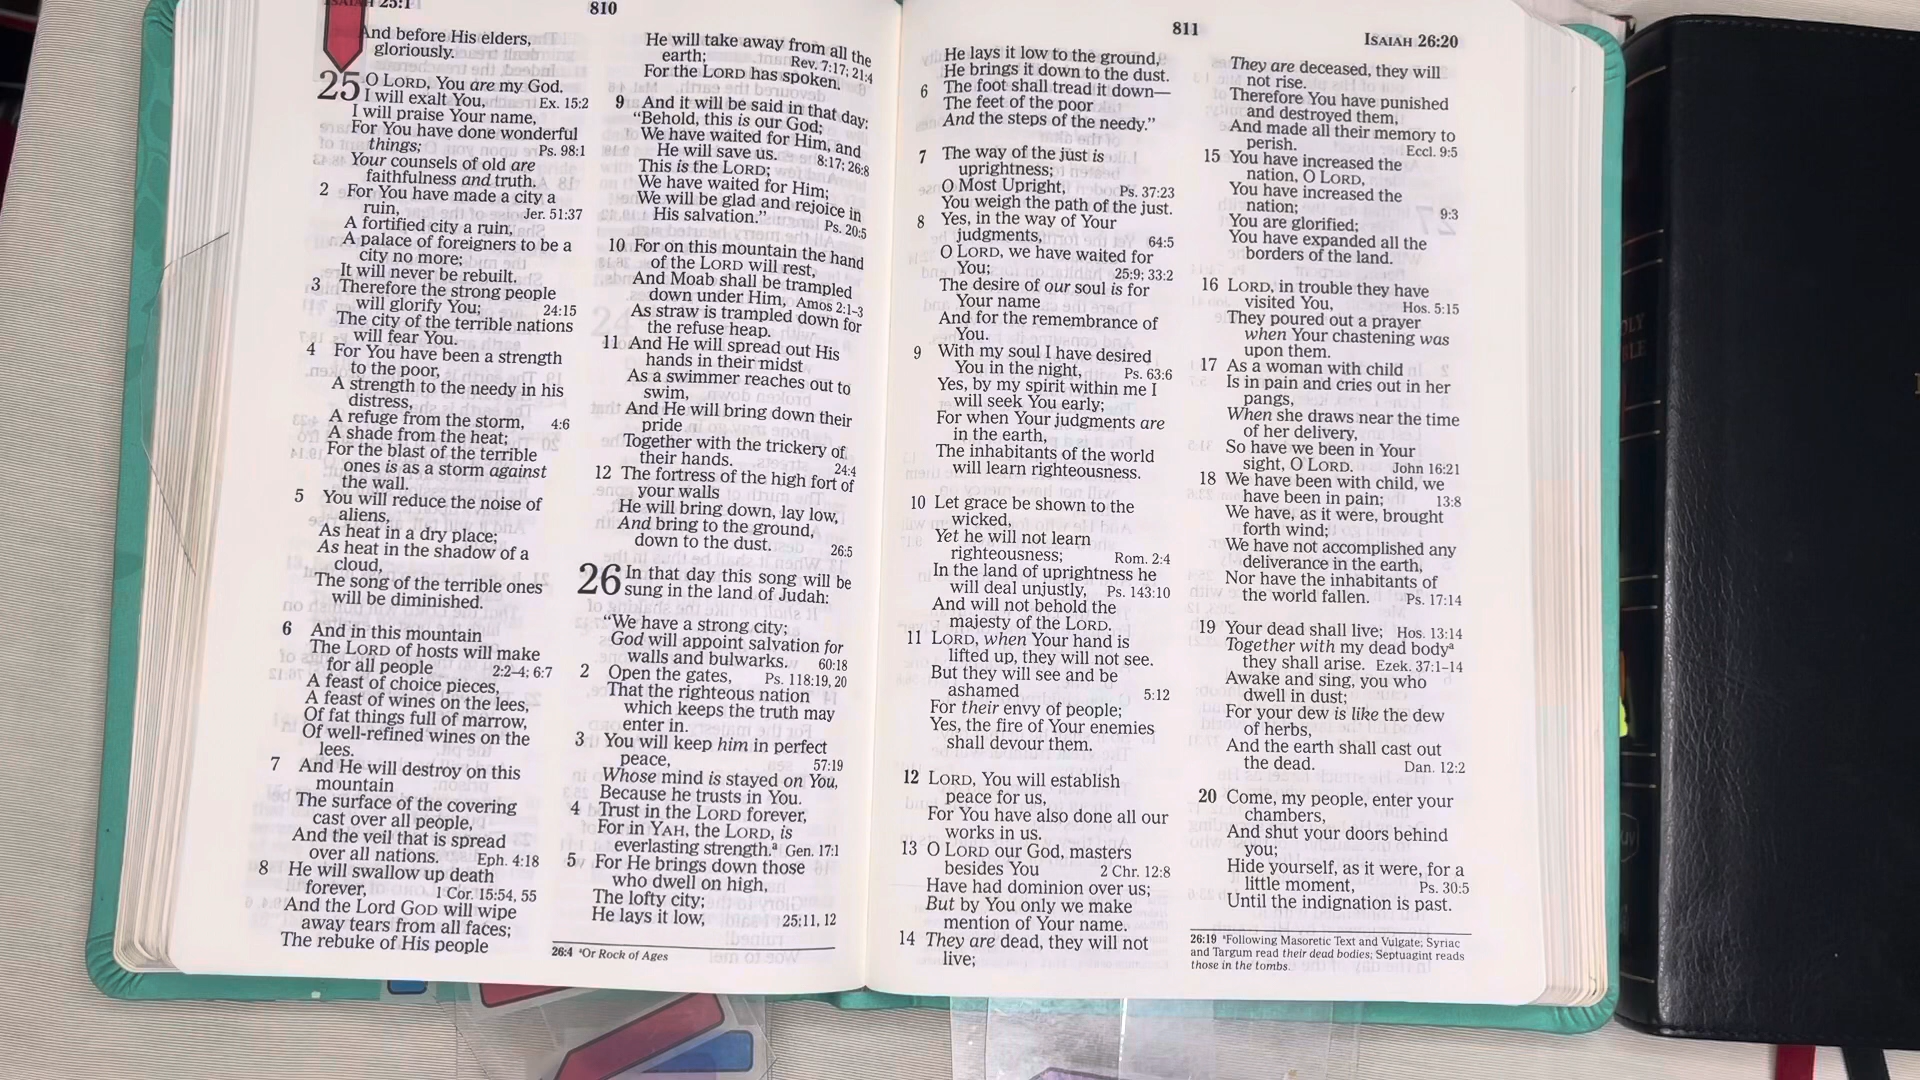 ISAIAH 25:1
810
And before His elders,
gloriously.
25 O LORD, You are my God.
I will exalt You, Ex. 15:2
I will praise Your name,
For You have done wonderful
things; Ps. 98:1
Your counsels of old are
faithfulness and truth.
2 For You have made a city a
ruin, Jer. 51:37
A fortified city a ruin,
A palace of foreigners to be a
city no more;
It will never be rebuilt.
3 Therefore the strong people
will glorify You; 24:15
The city of the terrible nations
will fear You.
4 For You have been a strength
to the poor,
A strength to the needy in his
distress,
A refuge from the storm, 4:6
A shade from the heat;
For the blast of the terrible
ones is as a storm against
the wall.
5 You will reduce the noise of
aliens,
As heat in a dry place;
As heat in the shadow of a
cloud,
The song of the terrible ones
will be diminished.
6 And in this mountain
The LORD of hosts will make
for all people 2:2–4; 6:7
A feast of choice pieces,
A feast of wines on the lees,
Of fat things full of marrow,
Of well-refined wines on the
lees.
7 And He will destroy on this
mountain
The surface of the covering
cast over all people,
And the veil that is spread
over all nations. Eph. 4:18
8 He will swallow up death
forever, 1 Cor. 15:54, 55
And the Lord GOD will wipe
away tears from all faces;
The rebuke of His people
He will take away from all the
earth; Rev. 7:17; 21:4
For the LORD has spoken.
9 And it will be said in that day:
“Behold, this is our God;
We have waited for Him, and
He will save us. 8:17; 26:8
This is the LORD;
We have waited for Him;
We will be glad and rejoice in
His salvation.” Ps. 20:5
10 For on this mountain the hand
of the LORD will rest,
And Moab shall be trampled
down under Him, Amos 2:1–3
As straw is trampled down for
the refuse heap.
11 And He will spread out His
hands in their midst
As a swimmer reaches out to
swim,
And He will bring down their
pride
Together with the trickery of
their hands. 24:4
12 The fortress of the high fort of
your walls
He will bring down, lay low,
And bring to the ground,
down to the dust. 26:5
26 In that day this song will be
sung in the land of Judah:
“We have a strong city;
God will appoint salvation for
walls and bulwarks. 60:18
2 Open the gates, Ps. 118:19, 20
That the righteous nation
which keeps the truth may
enter in.
3 You will keep him in perfect
peace, 57:19
Whose mind is stayed on You,
Because he trusts in You.
4 Trust in the LORD forever,
For in YAH, the LORD, is
everlasting strength.ª Gen. 17:1
5 For He brings down those
who dwell on high,
The lofty city;
He lays it low, 25:11, 12
26:4 ªOr Rock of Ages
811
ISAIAH 26:20
He lays it low to the ground,
He brings it down to the dust.
6 The foot shall tread it down—
The feet of the poor
And the steps of the needy.”
7 The way of the just is
uprightness;
O Most Upright, Ps. 37:23
You weigh the path of the just.
8 Yes, in the way of Your
judgments, 64:5
O LORD, we have waited for
You; 25:9; 33:2
The desire of our soul is for
Your name
And for the remembrance of
You.
9 With my soul I have desired
You in the night, Ps. 63:6
Yes, by my spirit within me I
will seek You early;
For when Your judgments are
in the earth,
The inhabitants of the world
will learn righteousness.
10 Let grace be shown to the
wicked,
Yet he will not learn
righteousness; Rom. 2:4
In the land of uprightness he
will deal unjustly, Ps. 143:10
And will not behold the
majesty of the LORD.
11 LORD, when Your hand is
lifted up, they will not see.
But they will see and be
ashamed 5:12
For their envy of people;
Yes, the fire of Your enemies
shall devour them.
12 LORD, You will establish
peace for us,
For You have also done all our
works in us.
13 O LORD our God, masters
besides You 2 Chr. 12:8
Have had dominion over us;
But by You only we make
mention of Your name.
14 They are dead, they will not
live;
They are deceased, they will
not rise.
Therefore You have punished
and destroyed them,
And made all their memory to
perish. Eccl. 9:5
15 You have increased the
nation, O LORD,
You have increased the
nation; 9:3
You are glorified;
You have expanded all the
borders of the land.
16 LORD, in trouble they have
visited You, Hos. 5:15
They poured out a prayer
when Your chastening was
upon them.
17 As a woman with child
Is in pain and cries out in her
pangs,
When she draws near the time
of her delivery,
So have we been in Your
sight, O LORD. John 16:21
18 We have been with child, we
have been in pain; 13:8
We have, as it were, brought
forth wind;
We have not accomplished any
deliverance in the earth,
Nor have the inhabitants of
the world fallen. Ps. 17:14
19 Your dead shall live; Hos. 13:14
Together with my dead bodyª
they shall arise. Ezek. 37:1–14
Awake and sing, you who
dwell in dust;
For your dew is like the dew
of herbs,
And the earth shall cast out
the dead. Dan. 12:2
20 Come, my people, enter your
chambers,
And shut your doors behind
you;
Hide yourself, as it were, for a
little moment, Ps. 30:5
Until the indignation is past.
26:19 ªFollowing Masoretic Text and Vulgate; Syriac
and Targum read their dead bodies; Septuagint reads
those in the tombs.